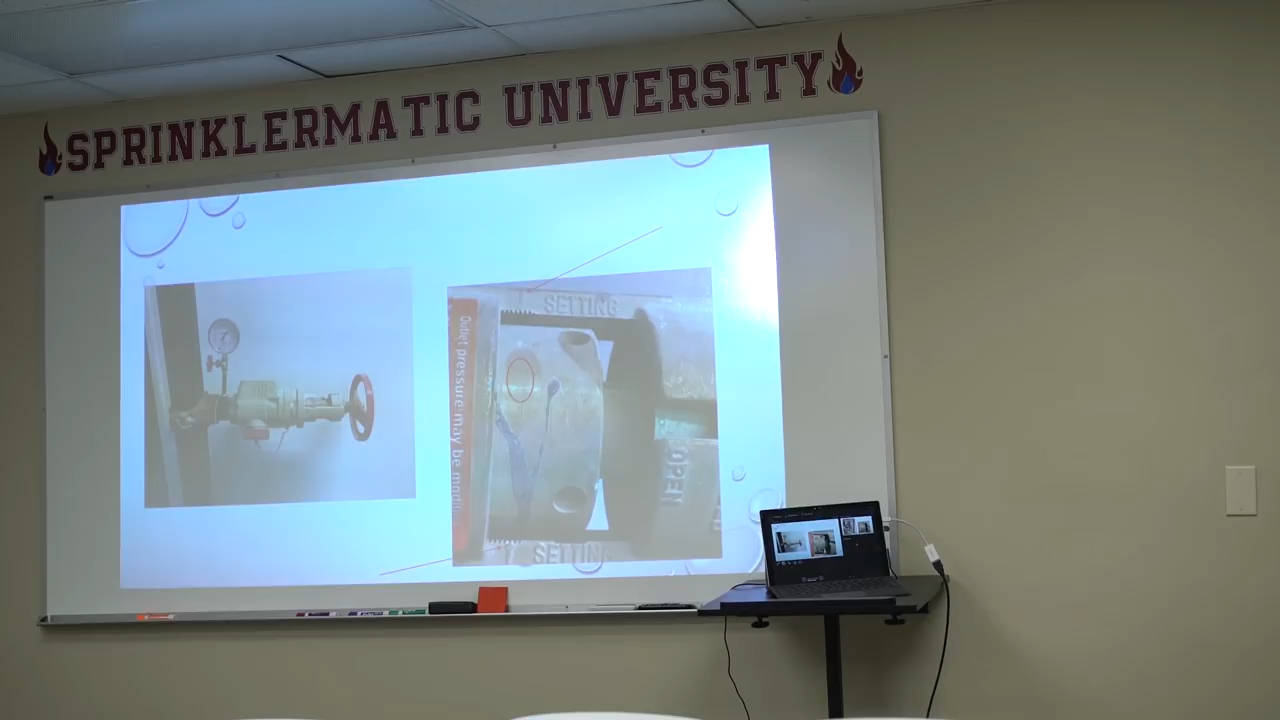 SPRINKLERMATIC UNIVERSITY
SETTING
Outlet pressure may be
OPEN
SETTING